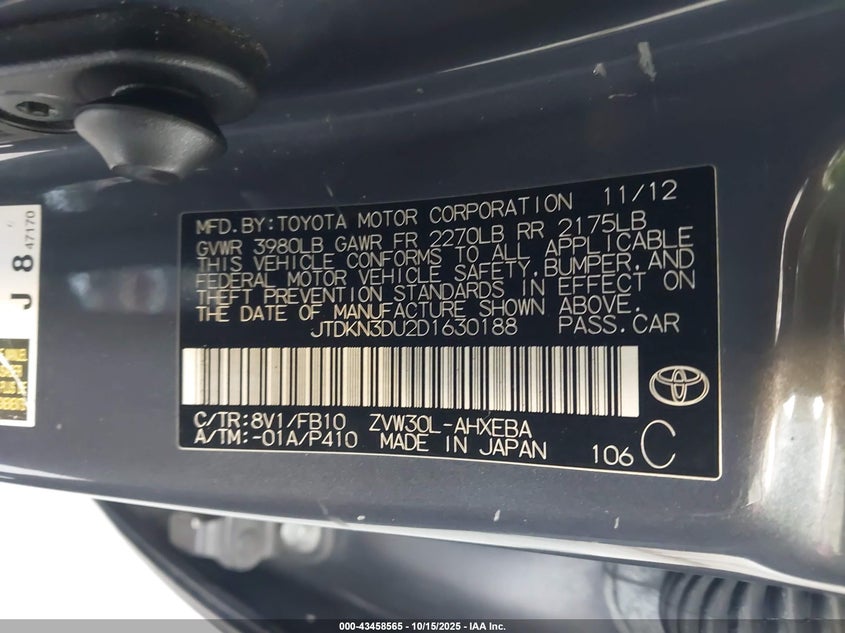 MFD.BY:TOYOTA MOTOR CORPORATION 11/12
GVWR 3980LB GAWR FR 2270LB RR 2175LB
THIS VEHICLE CONFORMS TO ALL APPLICABLE
FEDERAL MOTOR VEHICLE SAFETY, BUMPER, AND
THEFT PREVENTION STANDARDS IN EFFECT ON
THE DATE OF MANUFACTURE SHOWN ABOVE.
JTDKN3DU2D1630188 PASS.CAR
C/TR:8V1/FB10 ZVW30L-AHXEBA
A/TM:-01A/P410 MADE IN JAPAN 106 C
J 8 47170
000-43458565 - 10/15/2025 - IAA Inc.